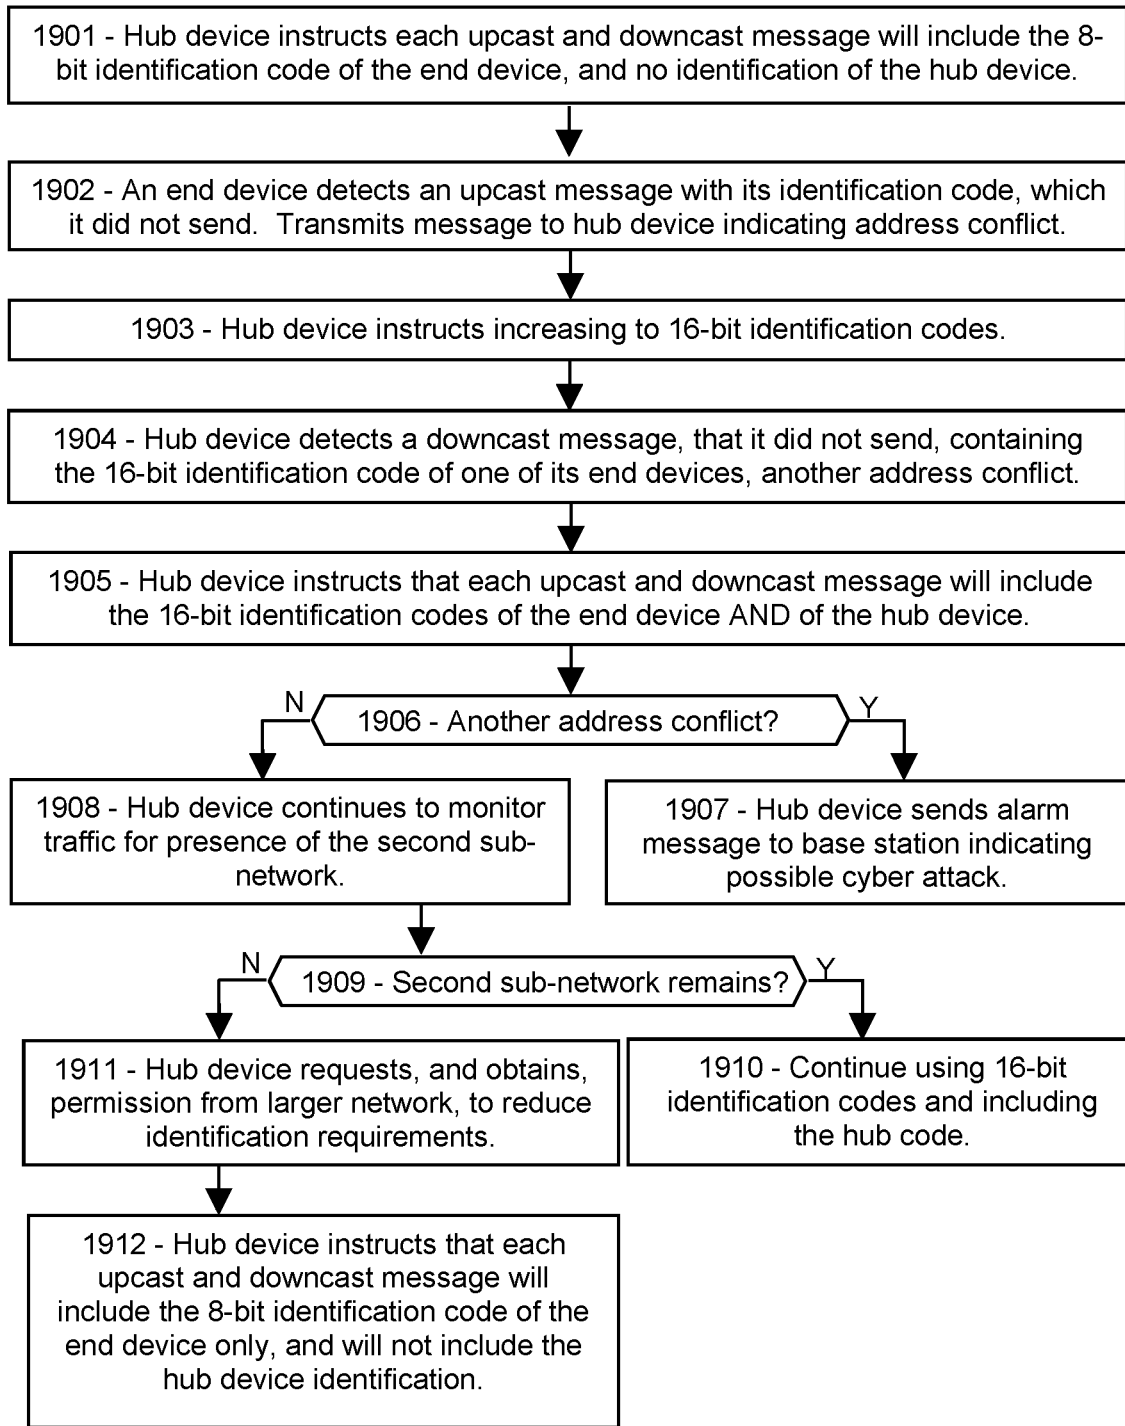 1901 - Hub device instructs each upcast and downcast message will include the 8-
bit identification code of the end device, and no identification of the hub device.
1902 - An end device detects an upcast message with its identification code, which
it did not send. Transmits message to hub device indicating address conflict.
1903 - Hub device instructs increasing to 16-bit identification codes.
1904 - Hub device detects a downcast message, that it did not send, containing
the 16-bit identification code of one of its end devices, another address conflict.
1905 - Hub device instructs that each upcast and downcast message will include
the 16-bit identification codes of the end device AND of the hub device.
N
1906 - Another address conflict?
Y
1908 - Hub device continues to monitor
traffic for presence of the second sub-
network.
1907 - Hub device sends alarm
message to base station indicating
possible cyber attack.
N
1909 - Second sub-network remains?
Y
1911 - Hub device requests, and obtains,
permission from larger network, to reduce
identification requirements.
1910 - Continue using 16-bit
identification codes and including
the hub code.
1912 - Hub device instructs that each
upcast and downcast message will
include the 8-bit identification code of the
end device only, and will not include the
hub device identification.